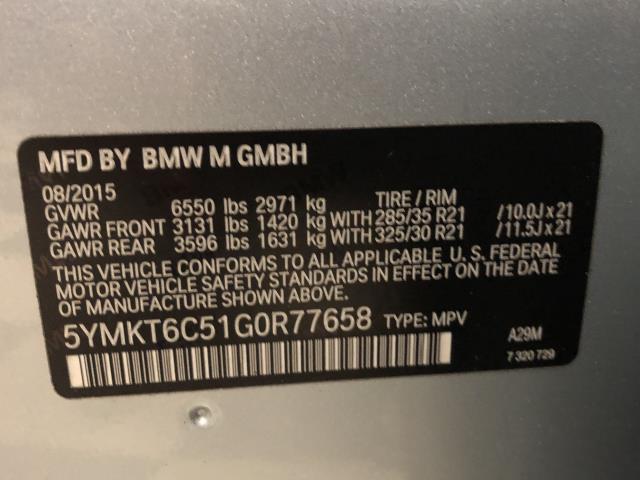 MFD BY BMW M GMBH
08/2015
GVWR 6550 lbs 2971 kg TIRE / RIM
GAWR FRONT 3131 lbs 1420 kg WITH 285/35 R21 /10.0J x 21
GAWR REAR 3596 lbs 1631 kg WITH 325/30 R21 /11.5J x 21
THIS VEHICLE CONFORMS TO ALL APPLICABLE U. S. FEDERAL
MOTOR VEHICLE SAFETY STANDARDS IN EFFECT ON THE DATE
OF MANUFACTURE SHOWN ABOVE.
5YMKT6C51G0R77658 TYPE: MPV
A29M
7 320 729